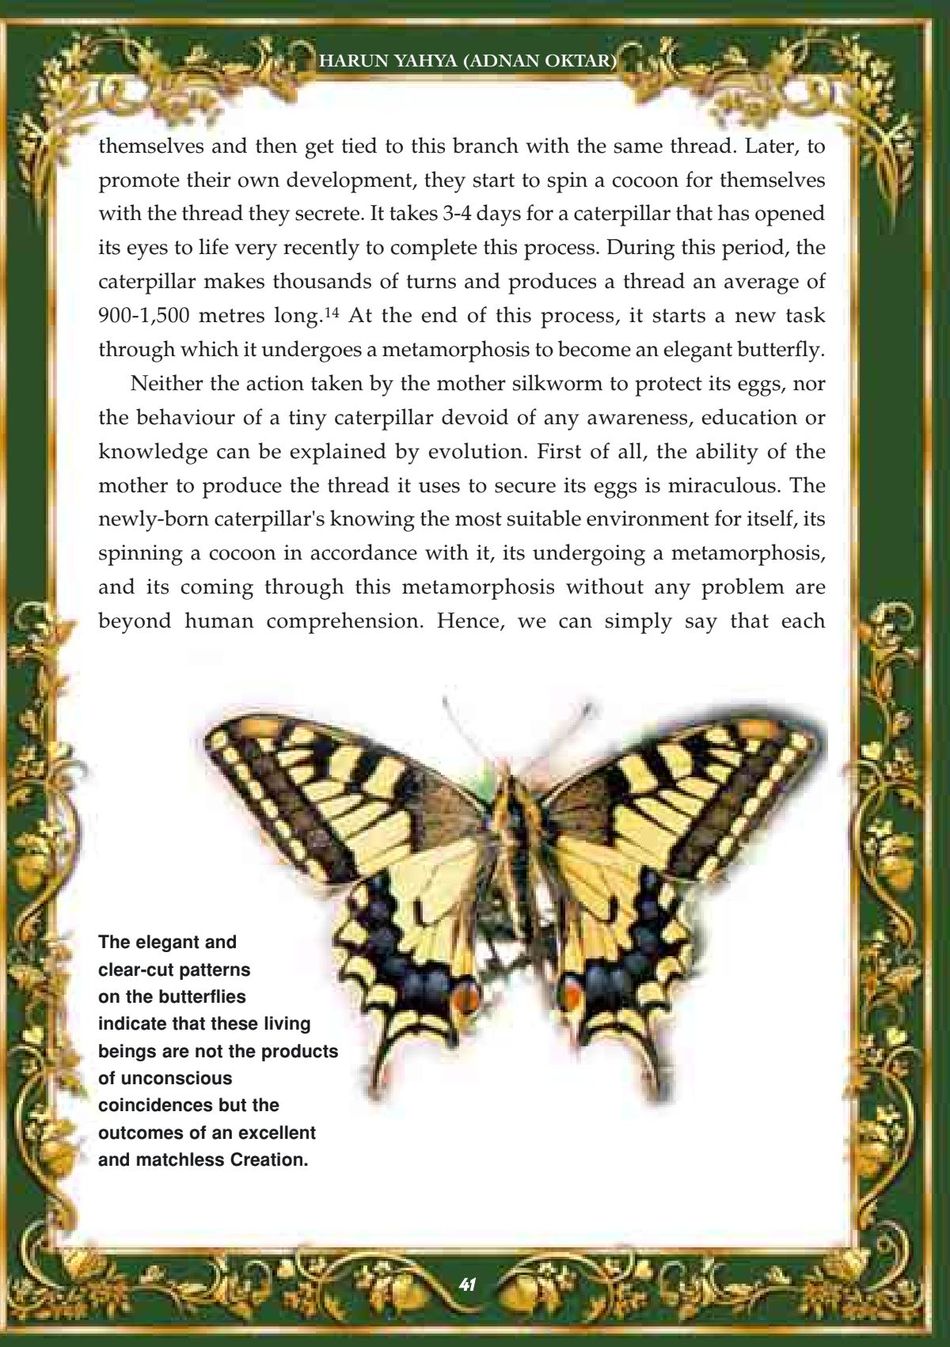 HARUN YAHYA (ADNAN OKTAR)
themselves and then get tied to this branch with the same thread. Later, to
promote their own development, they start to spin a cocoon for themselves
with the thread they secrete. It takes 3-4 days for a caterpillar that has opened
its eyes to life very recently to complete this process. During this period, the
caterpillar makes thousands of turns and produces a thread an average of
900-1,500 metres long.14 At the end of this process, it starts a new task
through which it undergoes a metamorphosis to become an elegant butterfly.
Neither the action taken by the mother silkworm to protect its eggs, nor
the behaviour of a tiny caterpillar devoid of any awareness, education or
knowledge can be explained by evolution. First of all, the ability of the
mother to produce the thread it uses to secure its eggs is miraculous. The
newly-born caterpillar's knowing the most suitable environment for itself, its
spinning a cocoon in accordance with it, its undergoing a metamorphosis,
and its coming through this metamorphosis without any problem are
beyond human comprehension. Hence, we can simply say that each
The elegant and
clear-cut patterns
on the butterflies
indicate that these living
beings are not the products
of unconscious
coincidences but the
outcomes of an excellent
and matchless Creation.
41